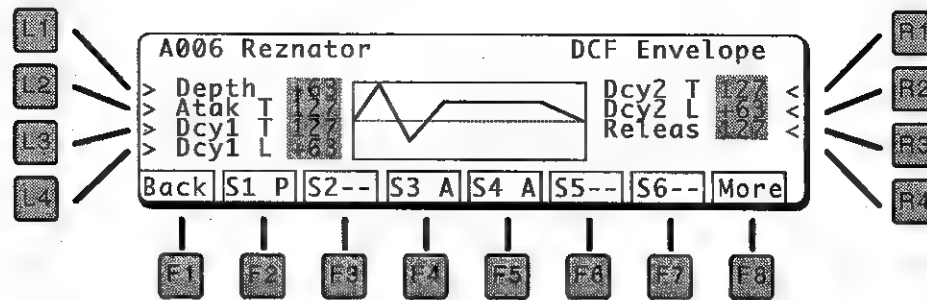 L1
L2
L3
L4
A006 Reznator DCF Envelope
> Depth +63
> Atak T 127
> Dcy1 T 127
> Dcy1 L +63
Dcy2 T 127 <
Dcy2 L +63 <
Releas 127 <
Back S1 P S2-- S3 A S4 A S5-- S6-- More
F1 F2 F3 F4 F5 F6 F7 F8
R1
R2
R3
R4